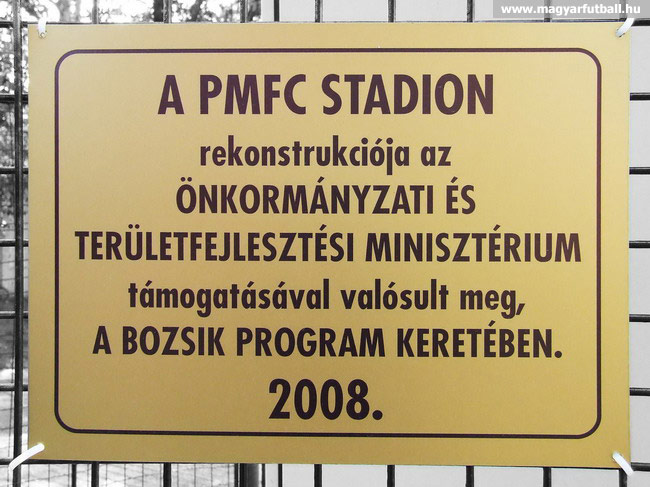 www.magyarfutball.hu
A PMFC STADION
rekonstrukciója az
ÖNKORMÁNYZATI ÉS
TERÜLETFEJLESZTÉSI MINISZTÉRIUM
támogatásával valósult meg,
A BOZSIK PROGRAM KERETÉBEN.
2008.